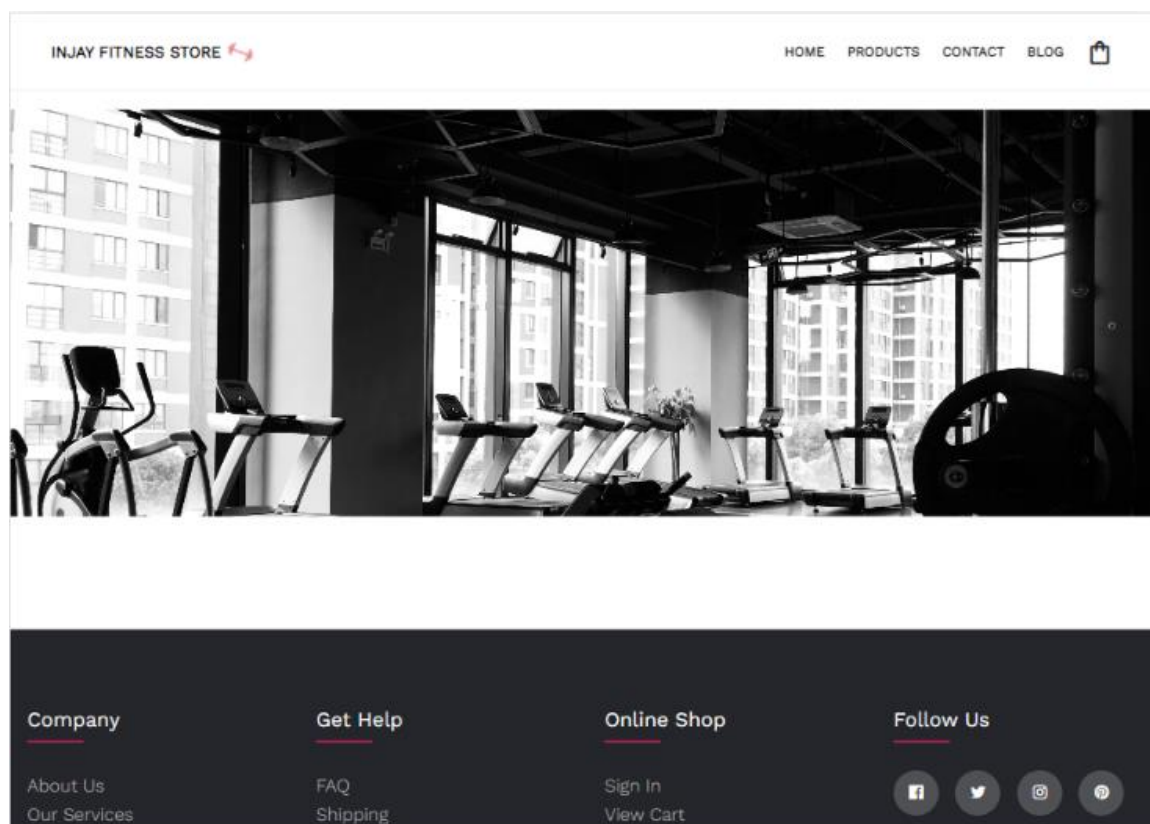 INJAY FITNESS STORE
HOME PRODUCTS CONTACT BLOG
Company
About Us
Our Services
Get Help
FAQ
Shipping
Online Shop
Sign In
View Cart
Follow Us